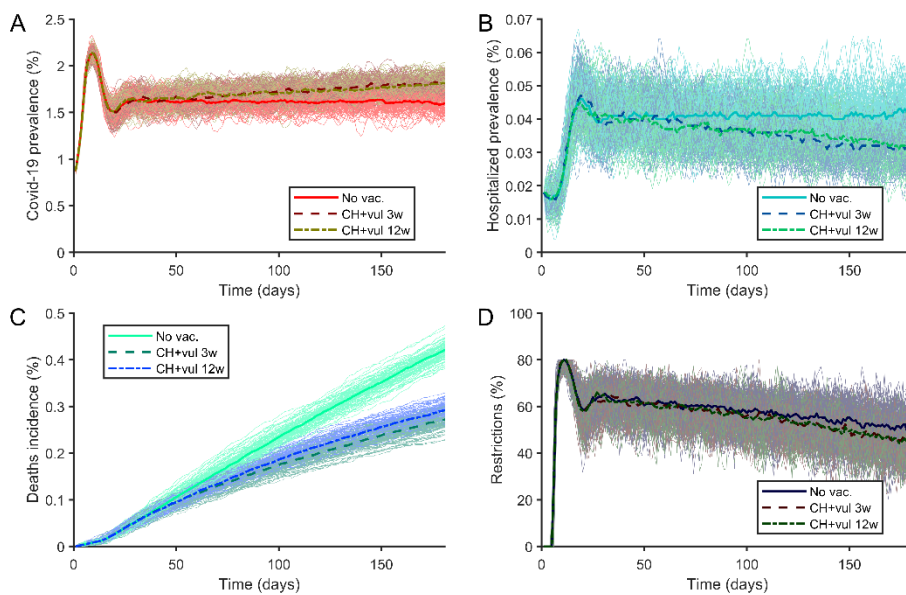 A
Covid-19 prevalence (%)
2.5
2
1.5
1
0.5
0
0
50
100
150
Time (days)
No vac.
CH+vul 3w
CH+vul 12w
B
Hospitalized prevalence (%)
0.07
0.06
0.05
0.04
0.03
0.02
0.01
0
0
50
100
150
Time (days)
No vac.
CH+vul 3w
CH+vul 12w
C
Deaths incidence (%)
0.5
0.4
0.3
0.2
0.1
0
0
50
100
150
Time (days)
No vac.
CH+vul 3w
CH+vul 12w
D
Restrictions (%)
100
80
60
40
20
0
0
50
100
150
Time (days)
No vac.
CH+vul 3w
CH+vul 12w